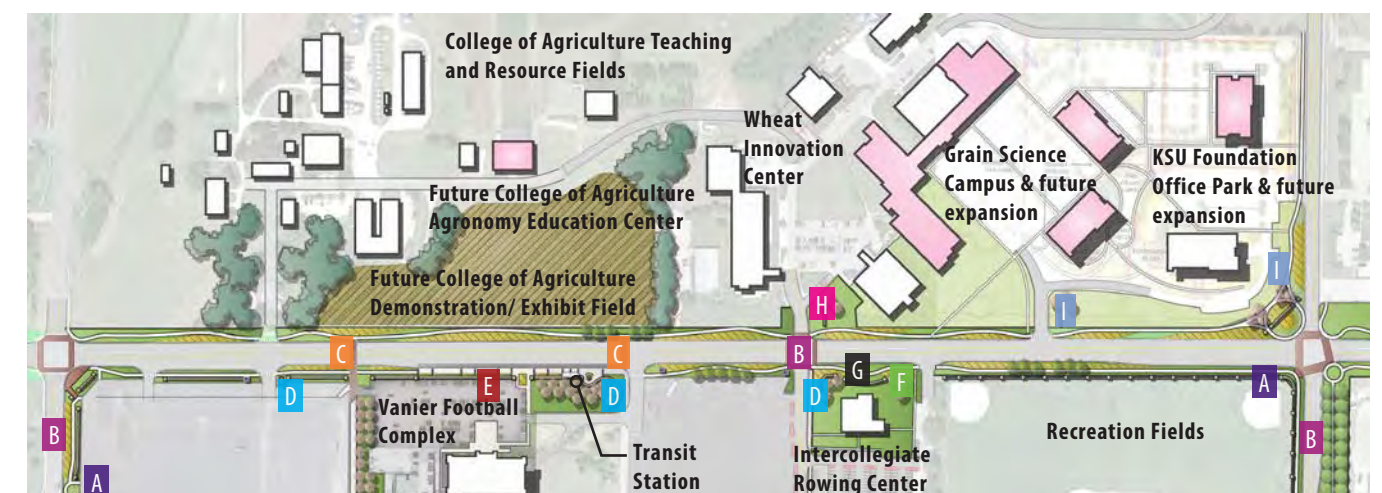 College of Agriculture Teaching
and Resource Fields
Wheat
Innovation
Center
Grain Science
Campus & future
expansion
KSU Foundation
Office Park & future
expansion
Future College of Agriculture
Agronomy Education Center
Future College of Agriculture
Demonstration/ Exhibit Field
I
H
I
C
C
B
G
D
E
D
D
F
A
Vanier Football
Complex
B
B
Recreation Fields
Transit
Station
Intercollegiate
Rowing Center
A